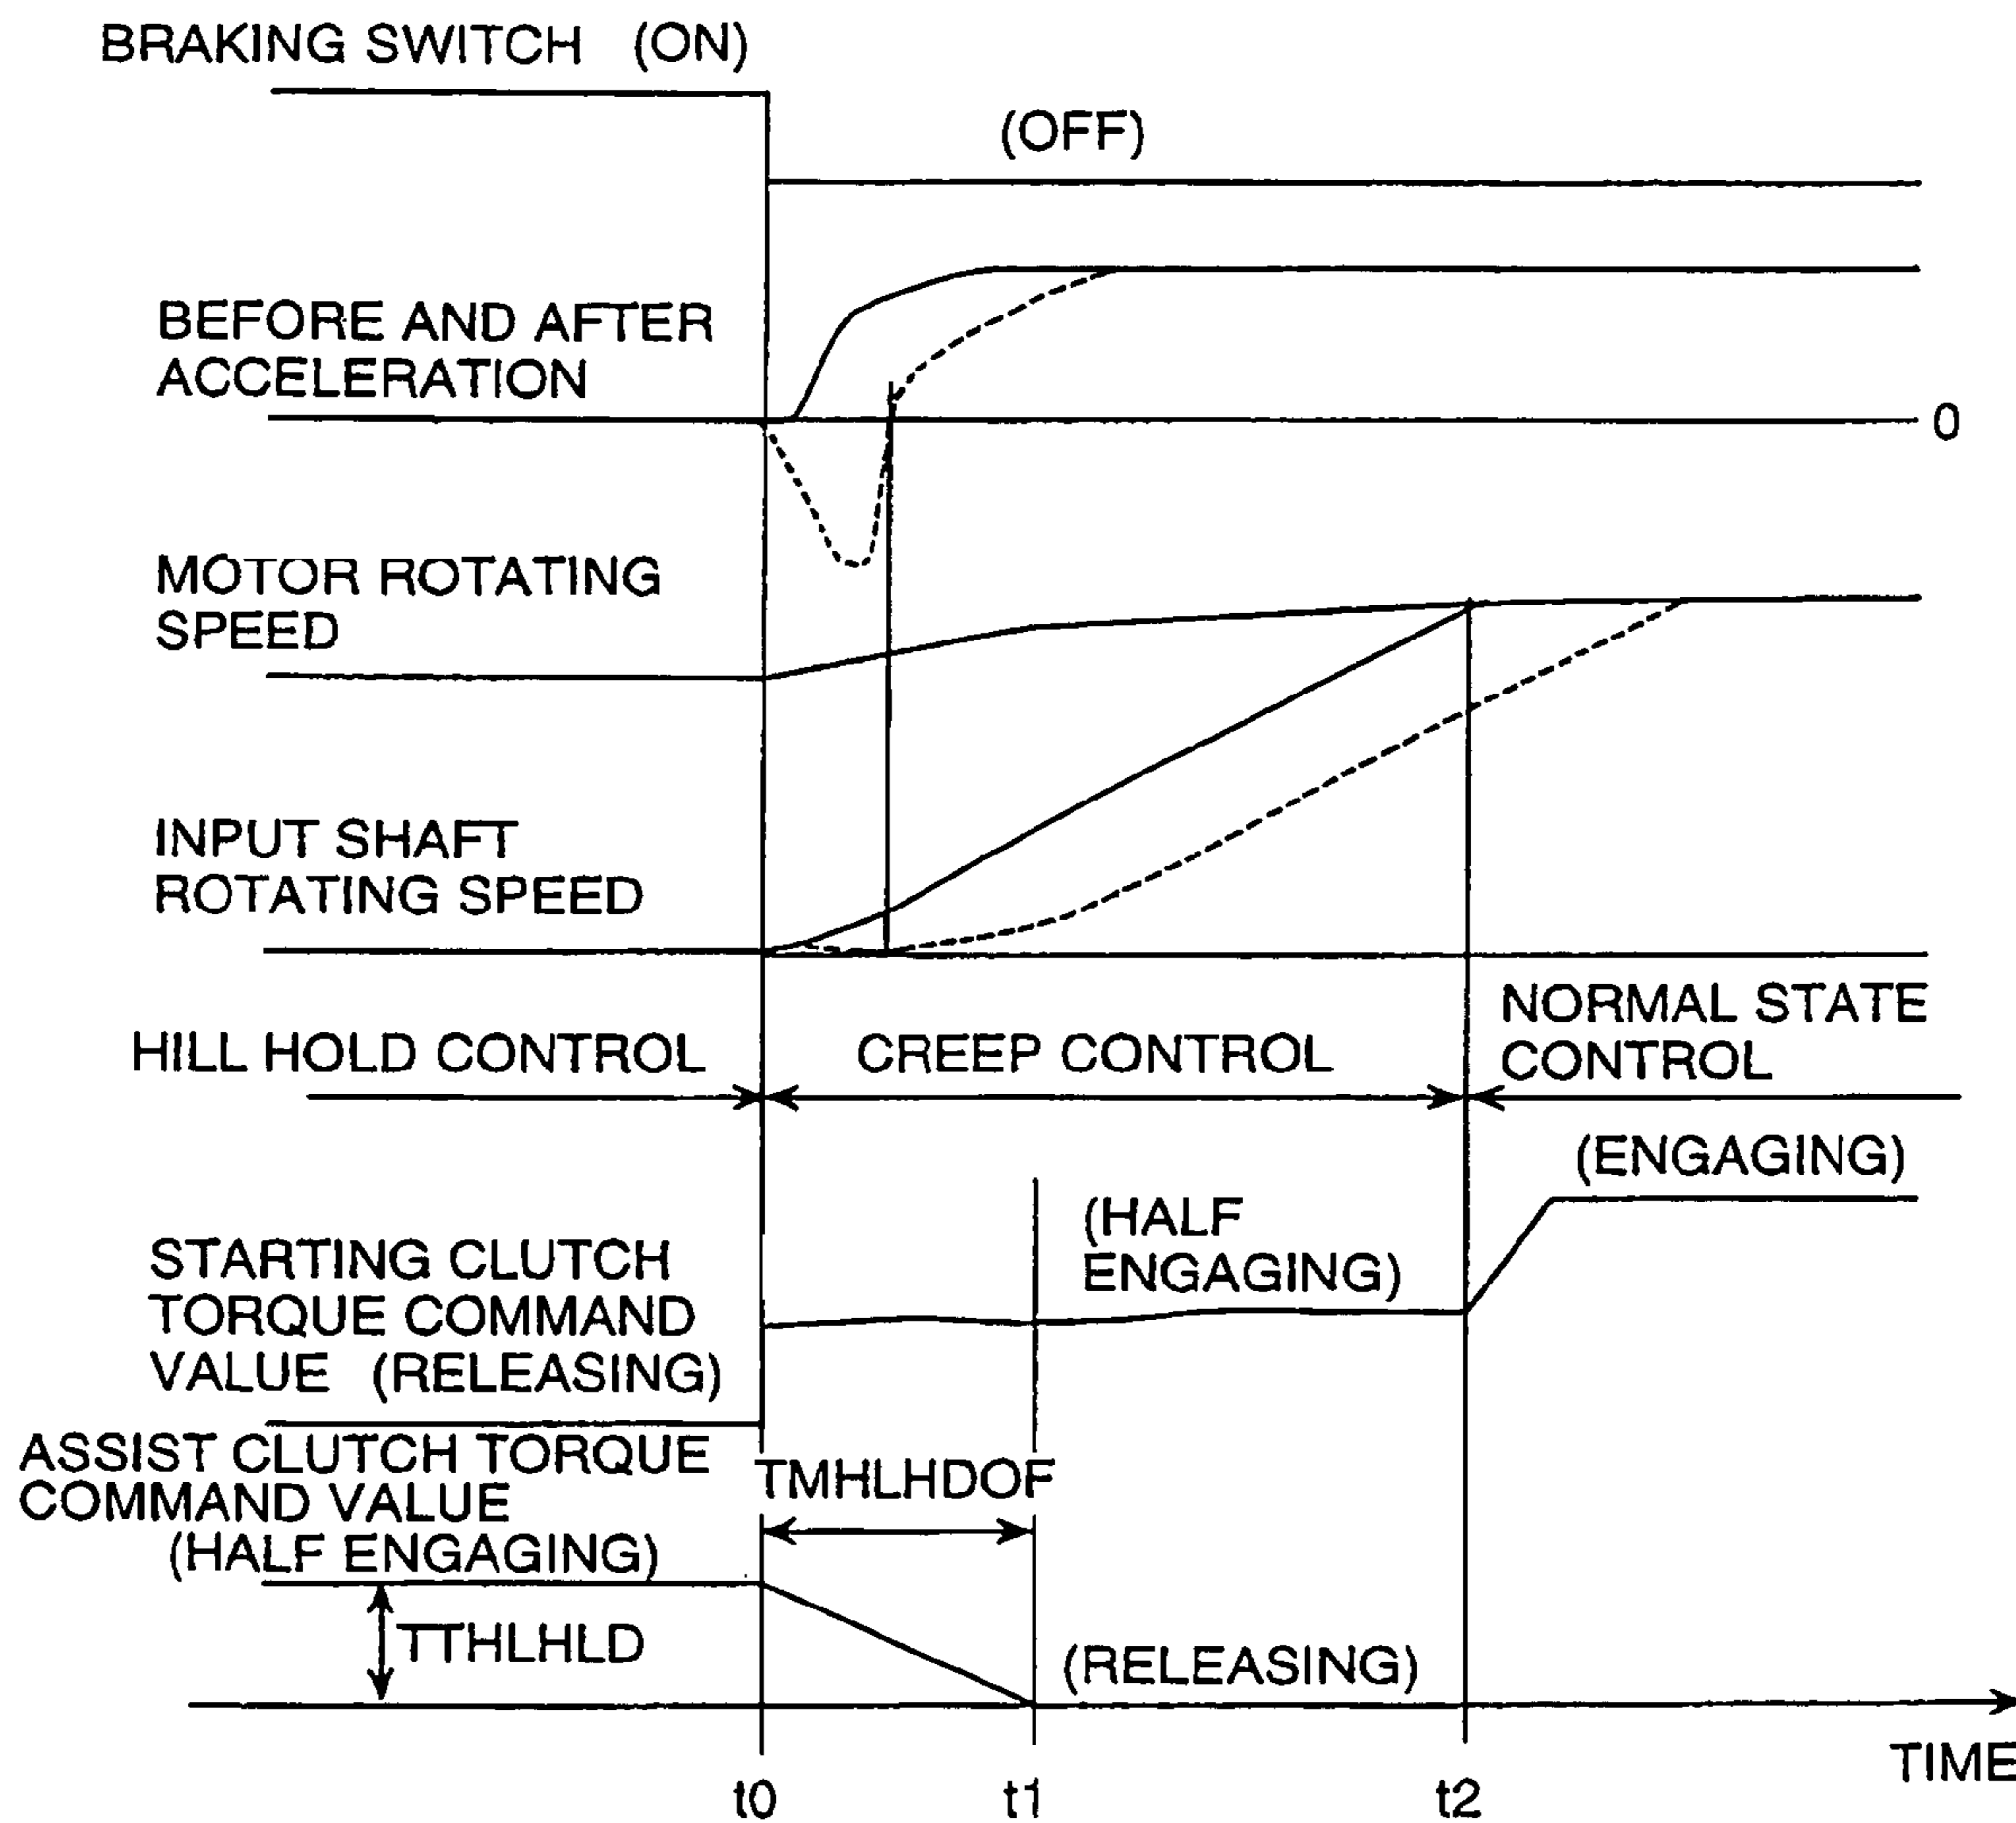 BRAKING SWITCH (ON)
(OFF)
BEFORE AND AFTER
ACCELERATION
0
MOTOR ROTATING
SPEED
INPUT SHAFT
ROTATING SPEED
HILL HOLD CONTROL
CREEP CONTROL
NORMAL STATE
CONTROL
(ENGAGING)
(HALF
ENGAGING)
STARTING CLUTCH
TORQUE COMMAND
VALUE (RELEASING)
ASSIST CLUTCH TORQUE
COMMAND VALUE
(HALF ENGAGING)
TMHLHDOF
TTHLHLD
(RELEASING)
TIME
t0
t1
t2